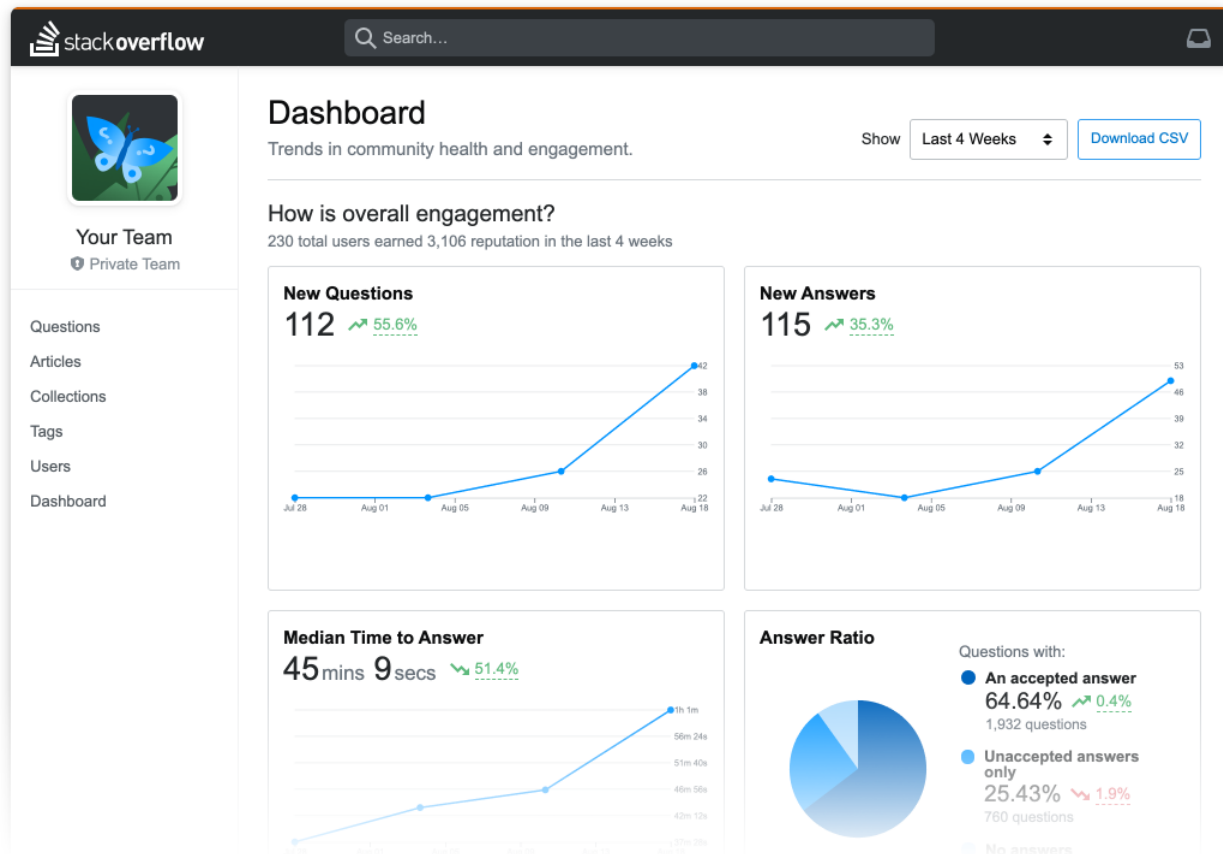 stackoverflow
Search...
Dashboard
Trends in community health and engagement.
Show
Last 4 Weeks
Download CSV
Your Team
Private Team
Questions
Articles
Collections
Tags
Users
Dashboard
How is overall engagement?
230 total users earned 3,106 reputation in the last 4 weeks
New Questions
112 55.6%
42
38
34
30
26
22
Jul 28 Aug 01 Aug 05 Aug 09 Aug 13 Aug 18
New Answers
115 35.3%
53
46
39
32
25
18
Jul 28 Aug 01 Aug 05 Aug 09 Aug 13 Aug 18
Median Time to Answer
45 mins 9 secs 51.4%
1h 1m
56m 24s
51m 40s
46m 56s
42m 12s
Answer Ratio
Questions with:
An accepted answer
64.64% 0.4%
1,932 questions
Unaccepted answers
only
25.43% 1.9%
760 questions
No answers